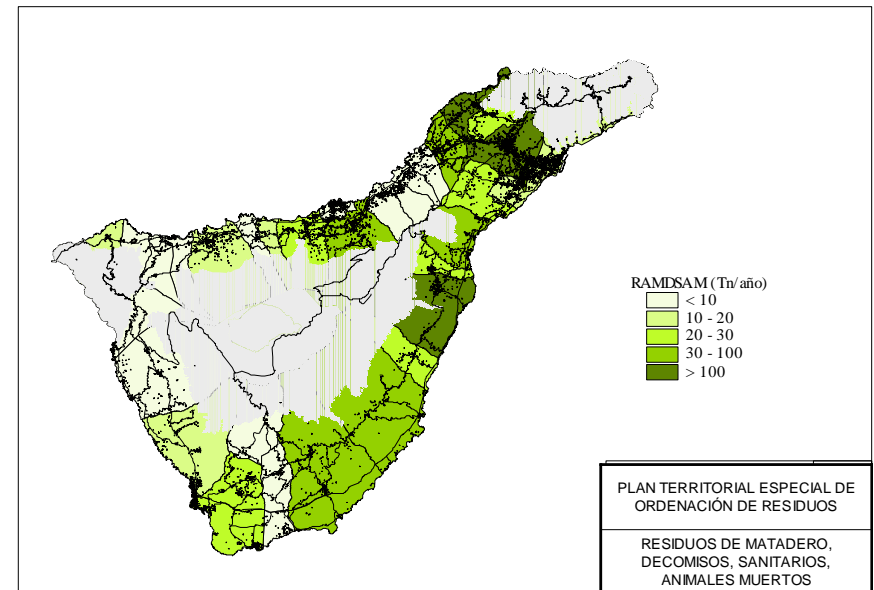 RAMDSAM (Tn/año)
< 10
10 - 20
20 - 30
30 - 100
> 100
PLAN TERRITORIAL ESPECIAL DE
ORDENACIÓN DE RESIDUOS
RESIDUOS DE MATADERO,
DECOMISOS, SANITARIOS,
ANIMALES MUERTOS